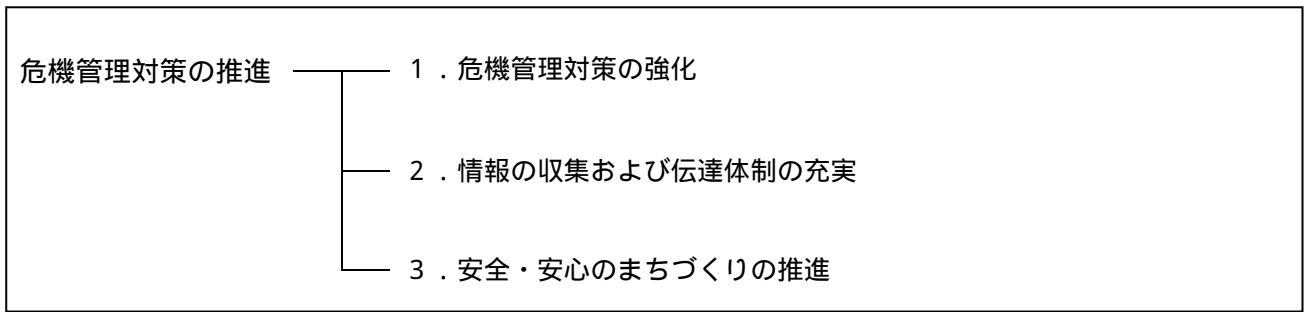 危機管理対策の推進
1．危機管理対策の強化
2．情報の収集および伝達体制の充実
3．安全・安心のまちづくりの推進